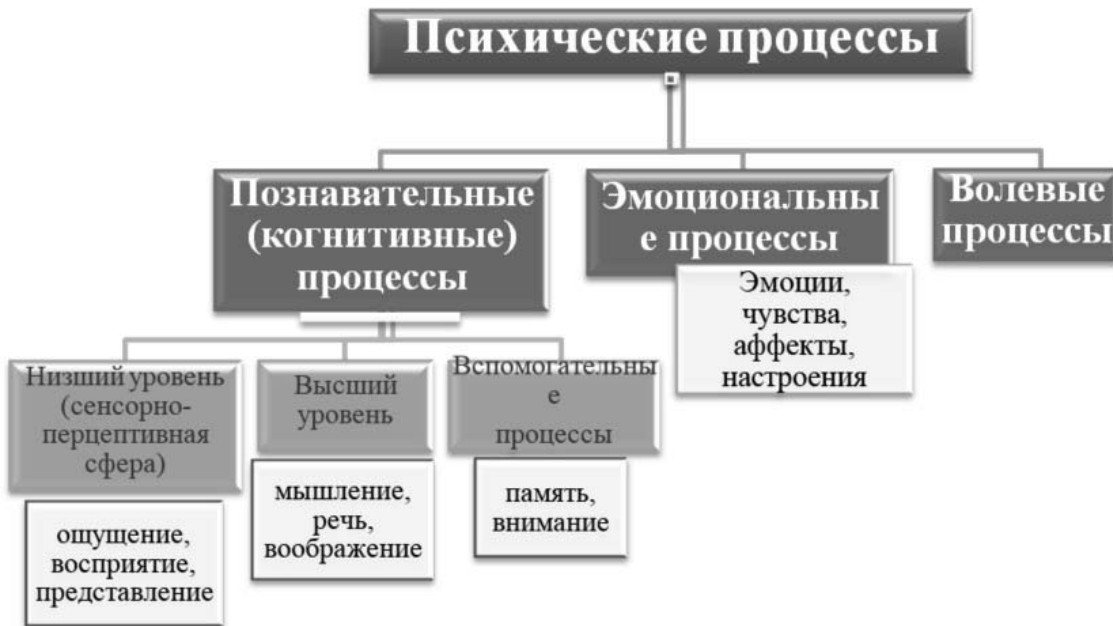 Психические процессы
Познавательные
(когнитивные)
процессы
Эмоциональны
е процессы
Эмоции,
чувства,
аффекты,
настроения
Волевые
процессы
Низший уровень
(сенсорно-
перцептивная
сфера)
ощущение,
восприятие,
представление
Высший
уровень
мышление,
речь,
воображение
Вспомогательны
е
процессы
память,
внимание